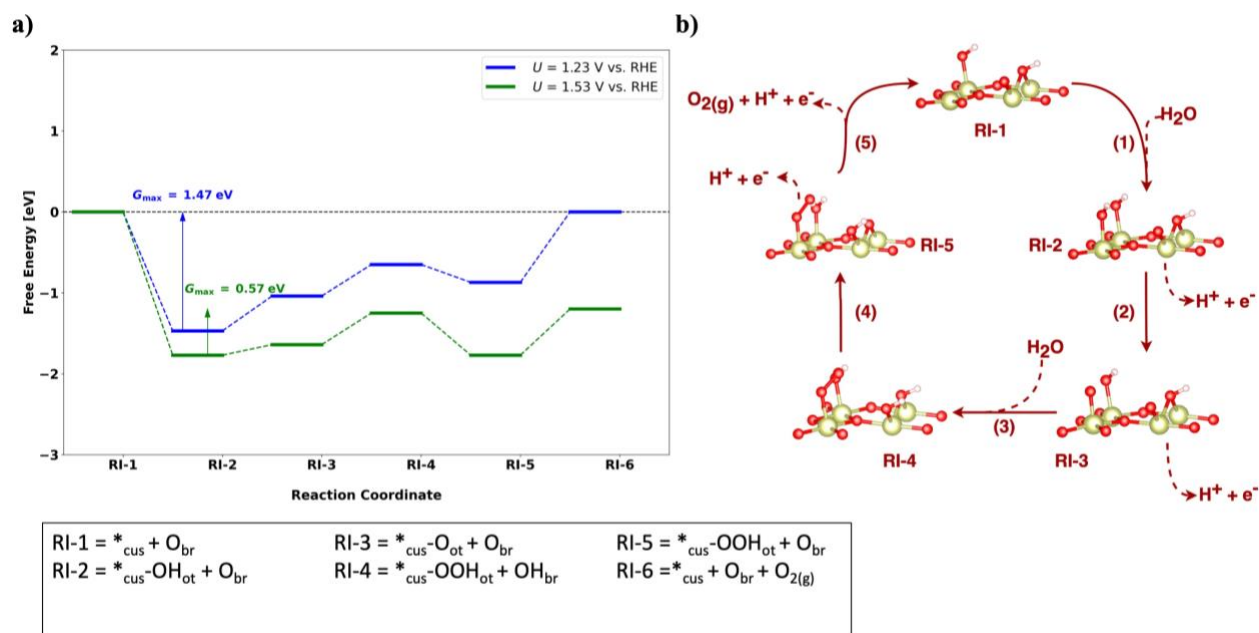 a)
2
1
0
−1
−2
−3
Free Energy [eV]
U = 1.23 V vs. RHE
U = 1.53 V vs. RHE
Gmax = 1.47 eV
Gmax = 0.57 eV
RI-1 RI-2 RI-3 RI-4 RI-5 RI-6
Reaction Coordinate
b)
RI-1
O2(g) + H+ + e-
(5)
(1)
H2O
H+ + e-
RI-5
RI-2
H+ + e-
(4)
(2)
H2O
(3)
RI-4
RI-3
H+ + e-
RI-1 = *cus + Obr RI-3 = *cus-Oot + Obr RI-5 = *cus-OOHot + Obr
RI-2 = *cus-OHot + Obr RI-4 = *cus-OOHot + OHbr RI-6 =*cus + Obr + O2(g)